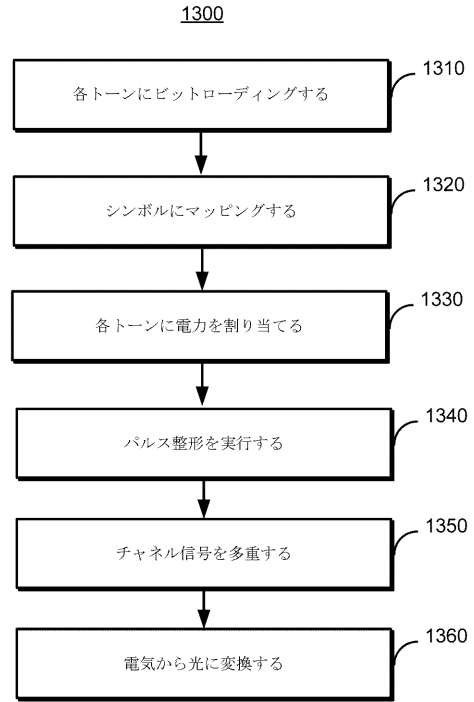 1300
各トーンにビットローディングする
1310
シンボルにマッピングする
1320
各トーンに電力を割り当てる
1330
パルス整形を実行する
1340
チャネル信号を多重する
1350
電気から光に変換する
1360